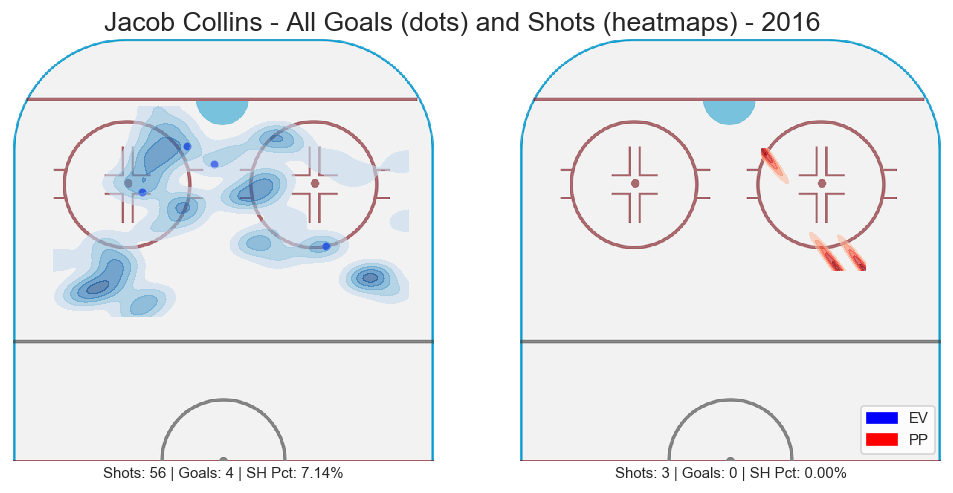 Jacob Collins - All Goals (dots) and Shots (heatmaps) - 2016
EV
PP
Shots: 56 | Goals: 4 | SH Pct: 7.14%
Shots: 3 | Goals: 0 | SH Pct: 0.00%